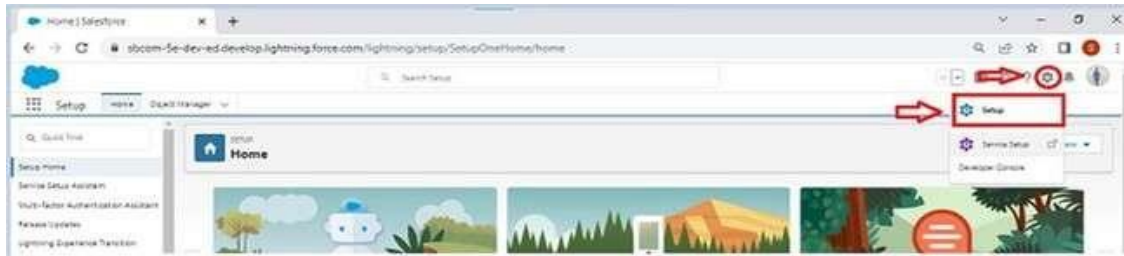 Home | Salesforce
sbcom-5e-dev-ed.develop.lightning.force.com/lightning/setup/SetupOneHome/home
Search Setup
Setup Home Object Manager
Setup
Quick Find
SETUP
Home
Service Setup
Developer Console
Setup Home
Service Setup Assistant
Multi-Factor Authentication Assistant
Release Updates
Lightning Experience Transition